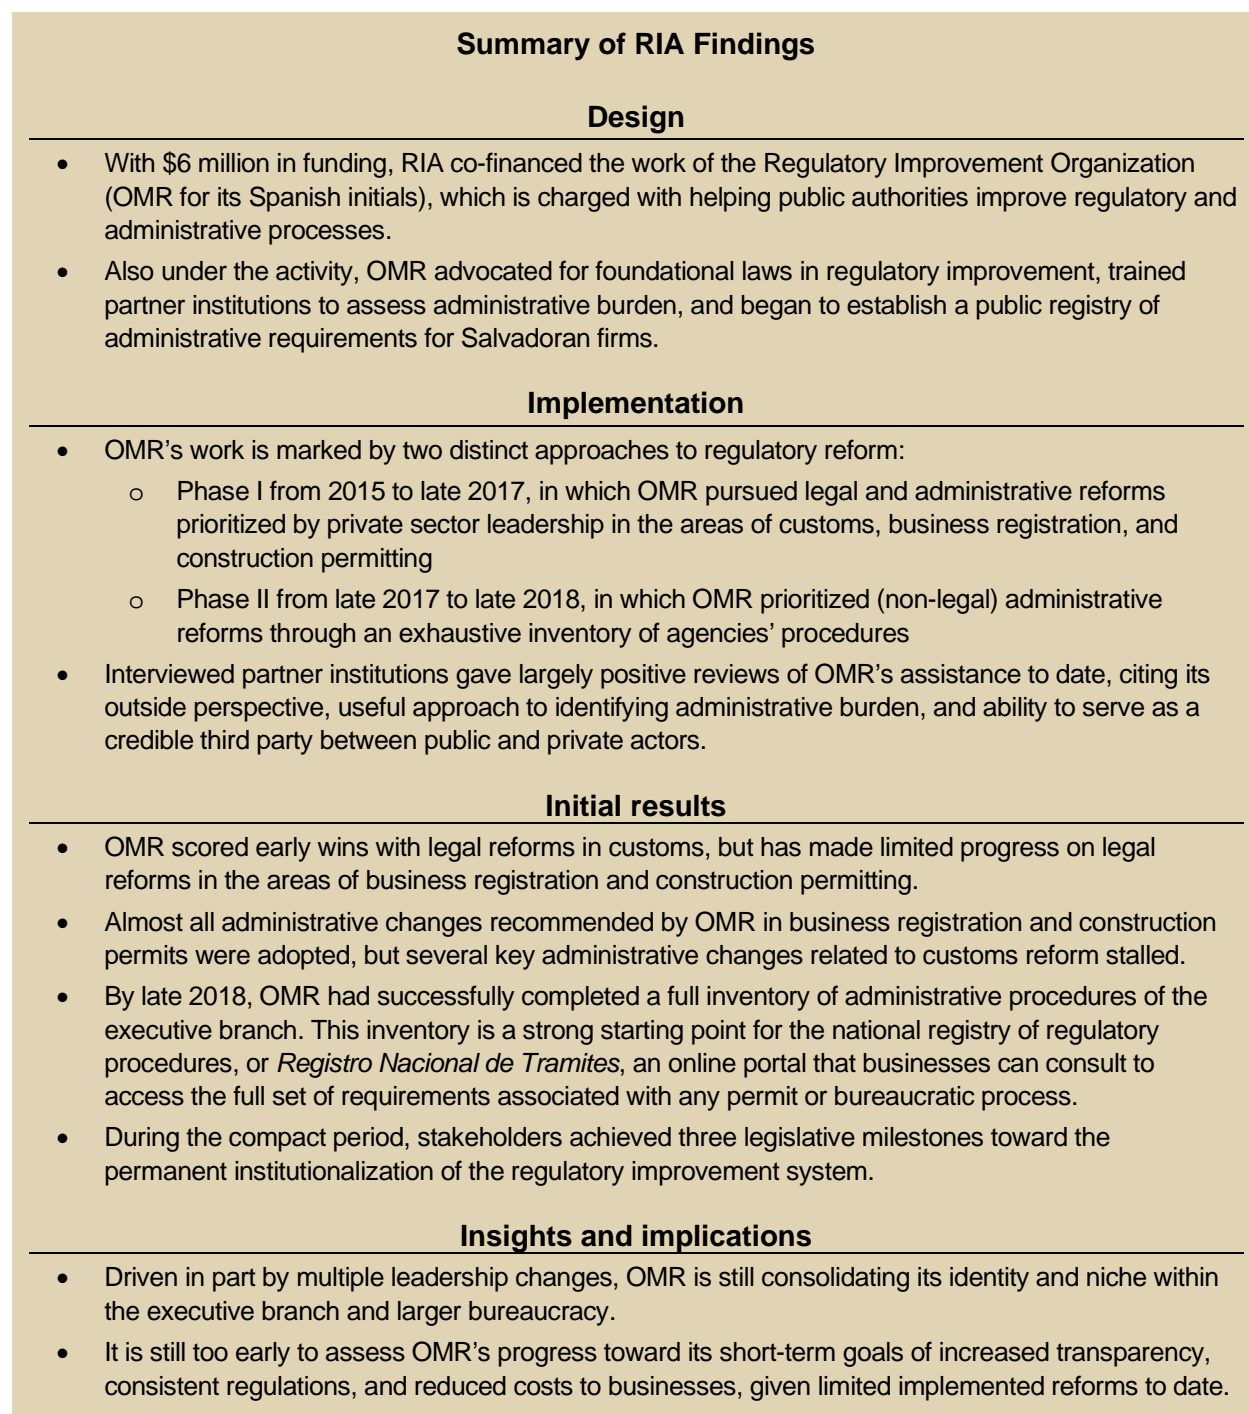 Summary of RIA Findings
Design
• With $6 million in funding, RIA co-financed the work of the Regulatory Improvement Organization
(OMR for its Spanish initials), which is charged with helping public authorities improve regulatory and
administrative processes.
• Also under the activity, OMR advocated for foundational laws in regulatory improvement, trained
partner institutions to assess administrative burden, and began to establish a public registry of
administrative requirements for Salvadoran firms.
Implementation
• OMR’s work is marked by two distinct approaches to regulatory reform:
o Phase I from 2015 to late 2017, in which OMR pursued legal and administrative reforms
prioritized by private sector leadership in the areas of customs, business registration, and
construction permitting
o Phase II from late 2017 to late 2018, in which OMR prioritized (non-legal) administrative
reforms through an exhaustive inventory of agencies’ procedures
• Interviewed partner institutions gave largely positive reviews of OMR’s assistance to date, citing its
outside perspective, useful approach to identifying administrative burden, and ability to serve as a
credible third party between public and private actors.
Initial results
• OMR scored early wins with legal reforms in customs, but has made limited progress on legal
reforms in the areas of business registration and construction permitting.
• Almost all administrative changes recommended by OMR in business registration and construction
permits were adopted, but several key administrative changes related to customs reform stalled.
• By late 2018, OMR had successfully completed a full inventory of administrative procedures of the
executive branch. This inventory is a strong starting point for the national registry of regulatory
procedures, or Registro Nacional de Tramites, an online portal that businesses can consult to
access the full set of requirements associated with any permit or bureaucratic process.
• During the compact period, stakeholders achieved three legislative milestones toward the
permanent institutionalization of the regulatory improvement system.
Insights and implications
• Driven in part by multiple leadership changes, OMR is still consolidating its identity and niche within
the executive branch and larger bureaucracy.
• It is still too early to assess OMR’s progress toward its short-term goals of increased transparency,
consistent regulations, and reduced costs to businesses, given limited implemented reforms to date.